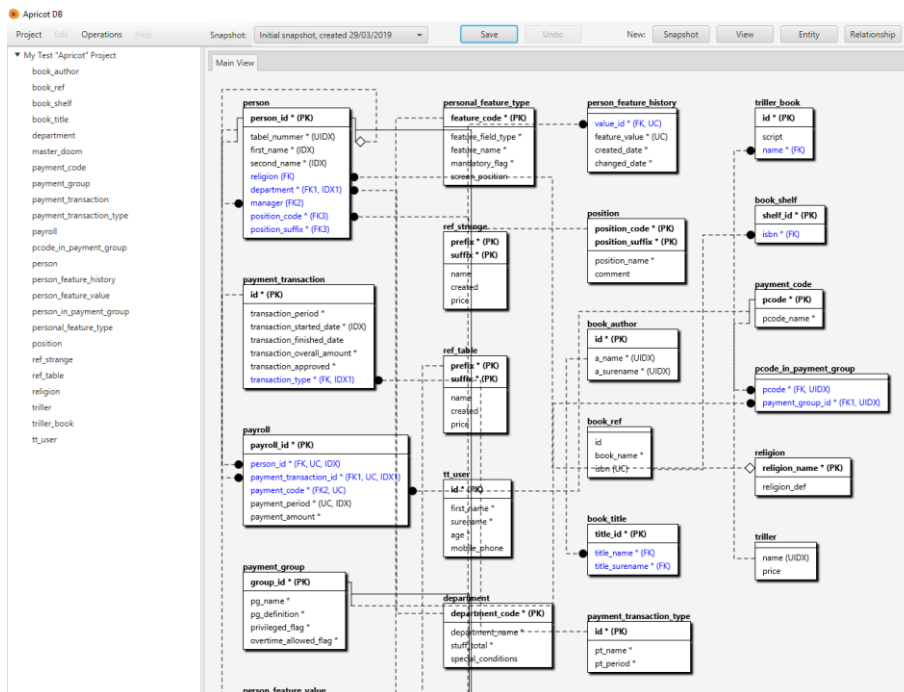 Apricot DB
Project Edit Operations Help Snapshot: Initial snapshot, created 29/03/2019 Save Undo New: Snapshot View Entity Relationship
My Test "Apricot" Project
book_author
book_ref
book_shelf
book_title
department
master_doom
payment_code
payment_group
payment_transaction
payment_transaction_type
payroll
pcode_in_payment_group
person
person_feature_history
person_feature_value
person_in_payment_group
personal_feature_type
position
ref_strange
ref_table
religion
triller
triller_book
tt_user
Main View
person
person_id * (PK)
tabel_nummer * (UIDX)
first_name * (IDX)
second_name * (IDX)
religion (FK)
department * (FK1, IDX1)
manager (FK2)
position_code * (FK3)
position_suffix * (FK3)
payment_transaction
id * (PK)
transaction_period *
transaction_started_date * (IDX)
transaction_finished_date
transaction_overall_amount *
transaction_approved *
transaction_type * (FK, IDX1)
payroll
payroll_id * (PK)
person_id * (FK, UC, IDX)
payment_transaction_id * (FK1, UC, IDX1)
payment_code * (FK2, UC)
payment_period * (UC, IDX)
payment_amount *
payment_group
group_id * (PK)
pg_name *
pg_definition *
privileged_flag *
overtime_allowed_flag *
person_feature_value
personal_feature_type
feature_code * (PK)
feature_field_type *
feature_name *
mandatory_flag *
screen_position
ref_strange
prefix * (PK)
suffix * (PK)
name
created
price
ref_table
prefix * (PK)
suffix * (PK)
name
created
price
tt_user
id * (PK)
first_name *
surename *
age *
mobile_phone
department
department_code * (PK)
department_name *
stuff_total *
special_conditions
person_feature_history
value_id * (FK, UC)
feature_value * (UC)
created_date *
changed_date *
position
position_code * (PK)
position_suffix * (PK)
position_name *
comment
book_author
id * (PK)
a_name * (UIDX)
a_surename * (UIDX)
book_ref
id
book_name *
isbn (UC)
book_title
title_id * (PK)
title_name * (FK)
title_surename * (FK)
payment_transaction_type
id * (PK)
pt_name *
pt_period *
triller_book
id * (PK)
script
name * (FK)
book_shelf
shelf_id * (PK)
isbn * (FK)
payment_code
pcode * (PK)
pcode_name *
pcode_in_payment_group
pcode * (FK, UIDX)
payment_group_id * (FK1, UIDX)
religion
religion_name * (PK)
religion_def
triller
name (UIDX)
price